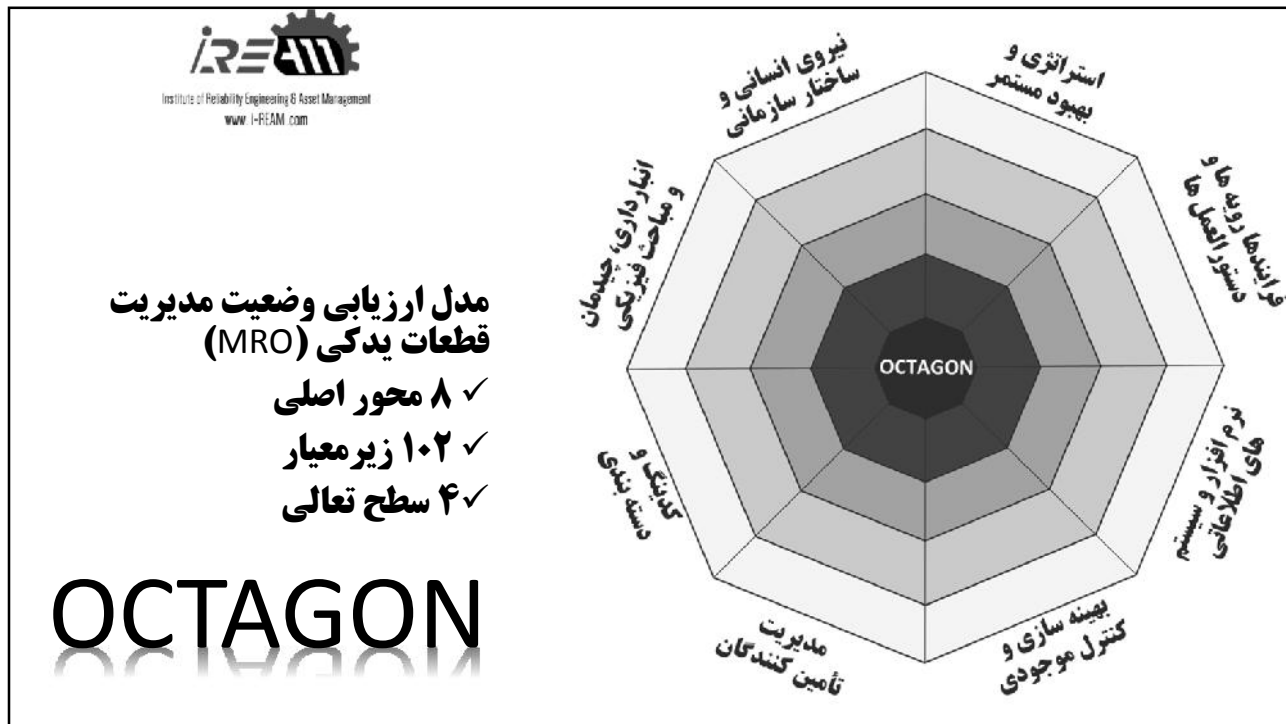 iREAM
Institute of Reliability Engineering & Asset Management
www.i-REAM.com
مدل ارزیابی وضعیت مدیریت
قطعات یدکی (MRO)
✓ ۸ محور اصلی
✓ ۱۰۲ زیرمعیار
✓ ۴ سطح تعالی
OCTAGON
استراتژی و
بهبود مستمر
فرایندها رویه ها و
دستورالعمل ها
نرم افزار و سیستم
های اطلاعاتی
بهینه سازی و
کنترل موجودی
مدیریت
تأمین کنندگان
کدینگ و
دسته بندی
انبارداری، چیدمان
و مباحث فیزیکی
نیروی انسانی و
ساختار سازمانی
OCTAGON